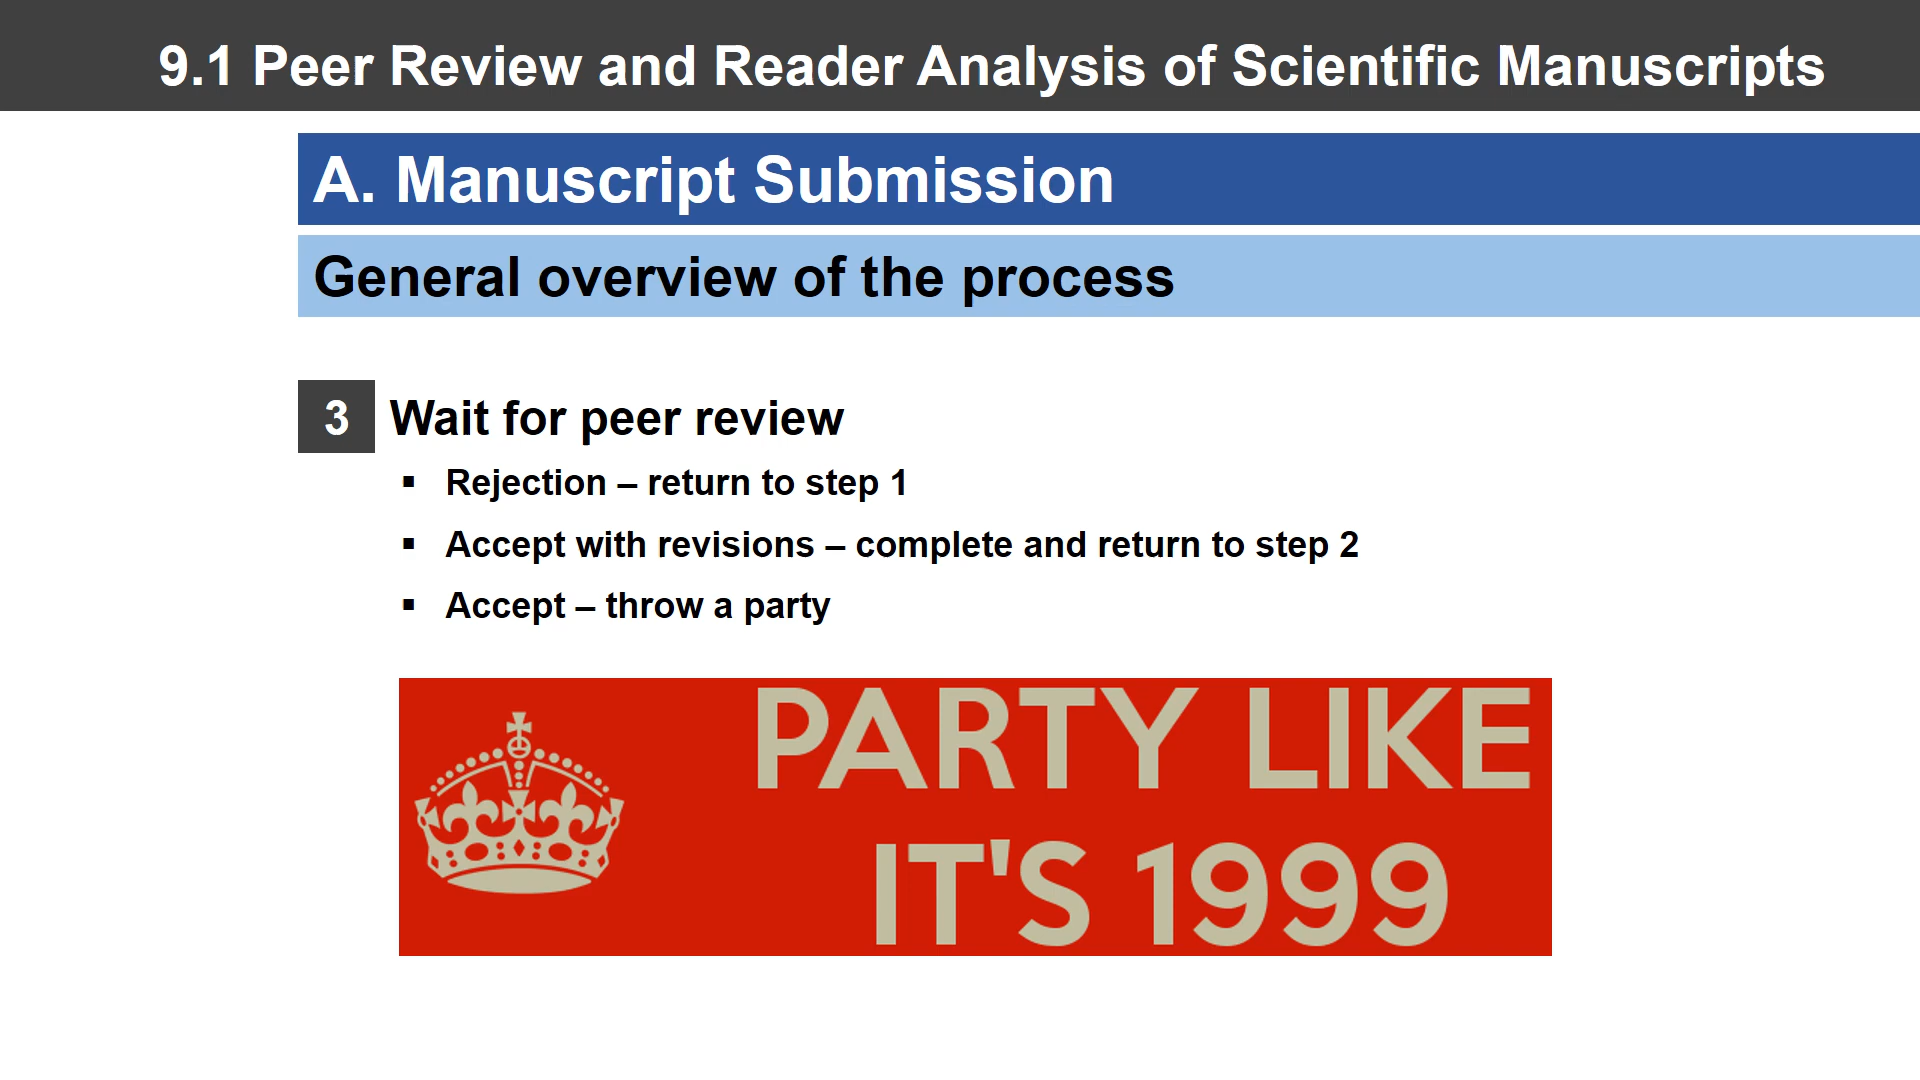 9.1 Peer Review and Reader Analysis of Scientific Manuscripts
A. Manuscript Submission
General overview of the process
3 Wait for peer review
▪ Rejection – return to step 1
▪ Accept with revisions – complete and return to step 2
▪ Accept – throw a party
PARTY LIKE
IT'S 1999